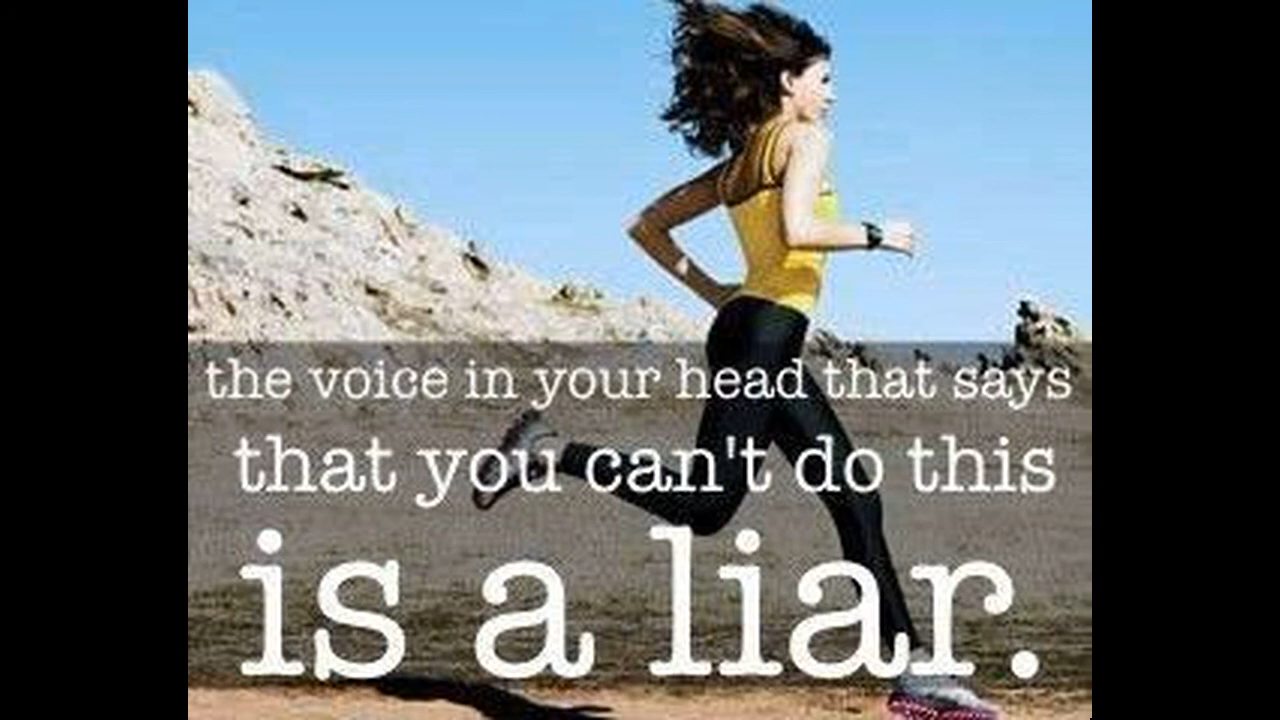 the voice in your head that says
that you can't do this
is a liar.